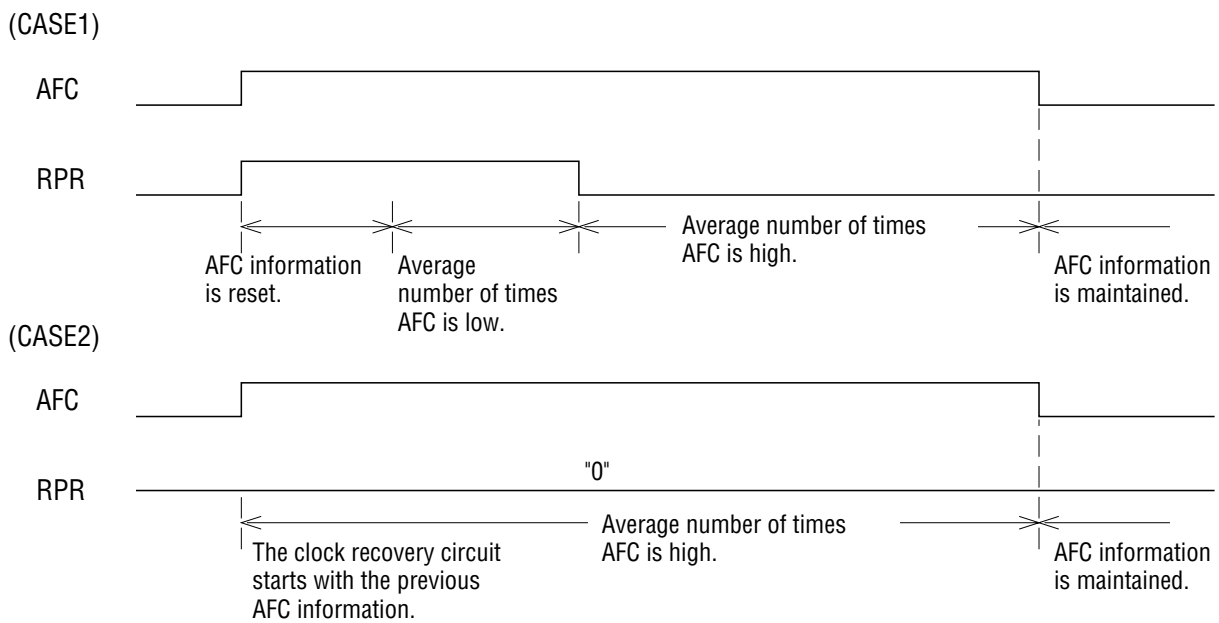 (CASE1)
AFC
RPR
Average number of times
AFC is high.
AFC information
is reset.
Average
number of times
AFC is low.
AFC information
is maintained.
(CASE2)
AFC
RPR
"0"
Average number of times
AFC is high.
The clock recovery circuit
starts with the previous
AFC information.
AFC information
is maintained.